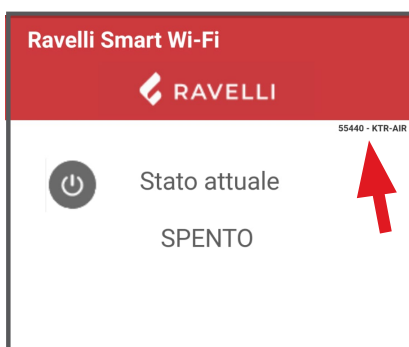 Ravelli Smart Wi-Fi
RAVELLI
55440 - KTR-AIR
Stato attuale
SPENTO